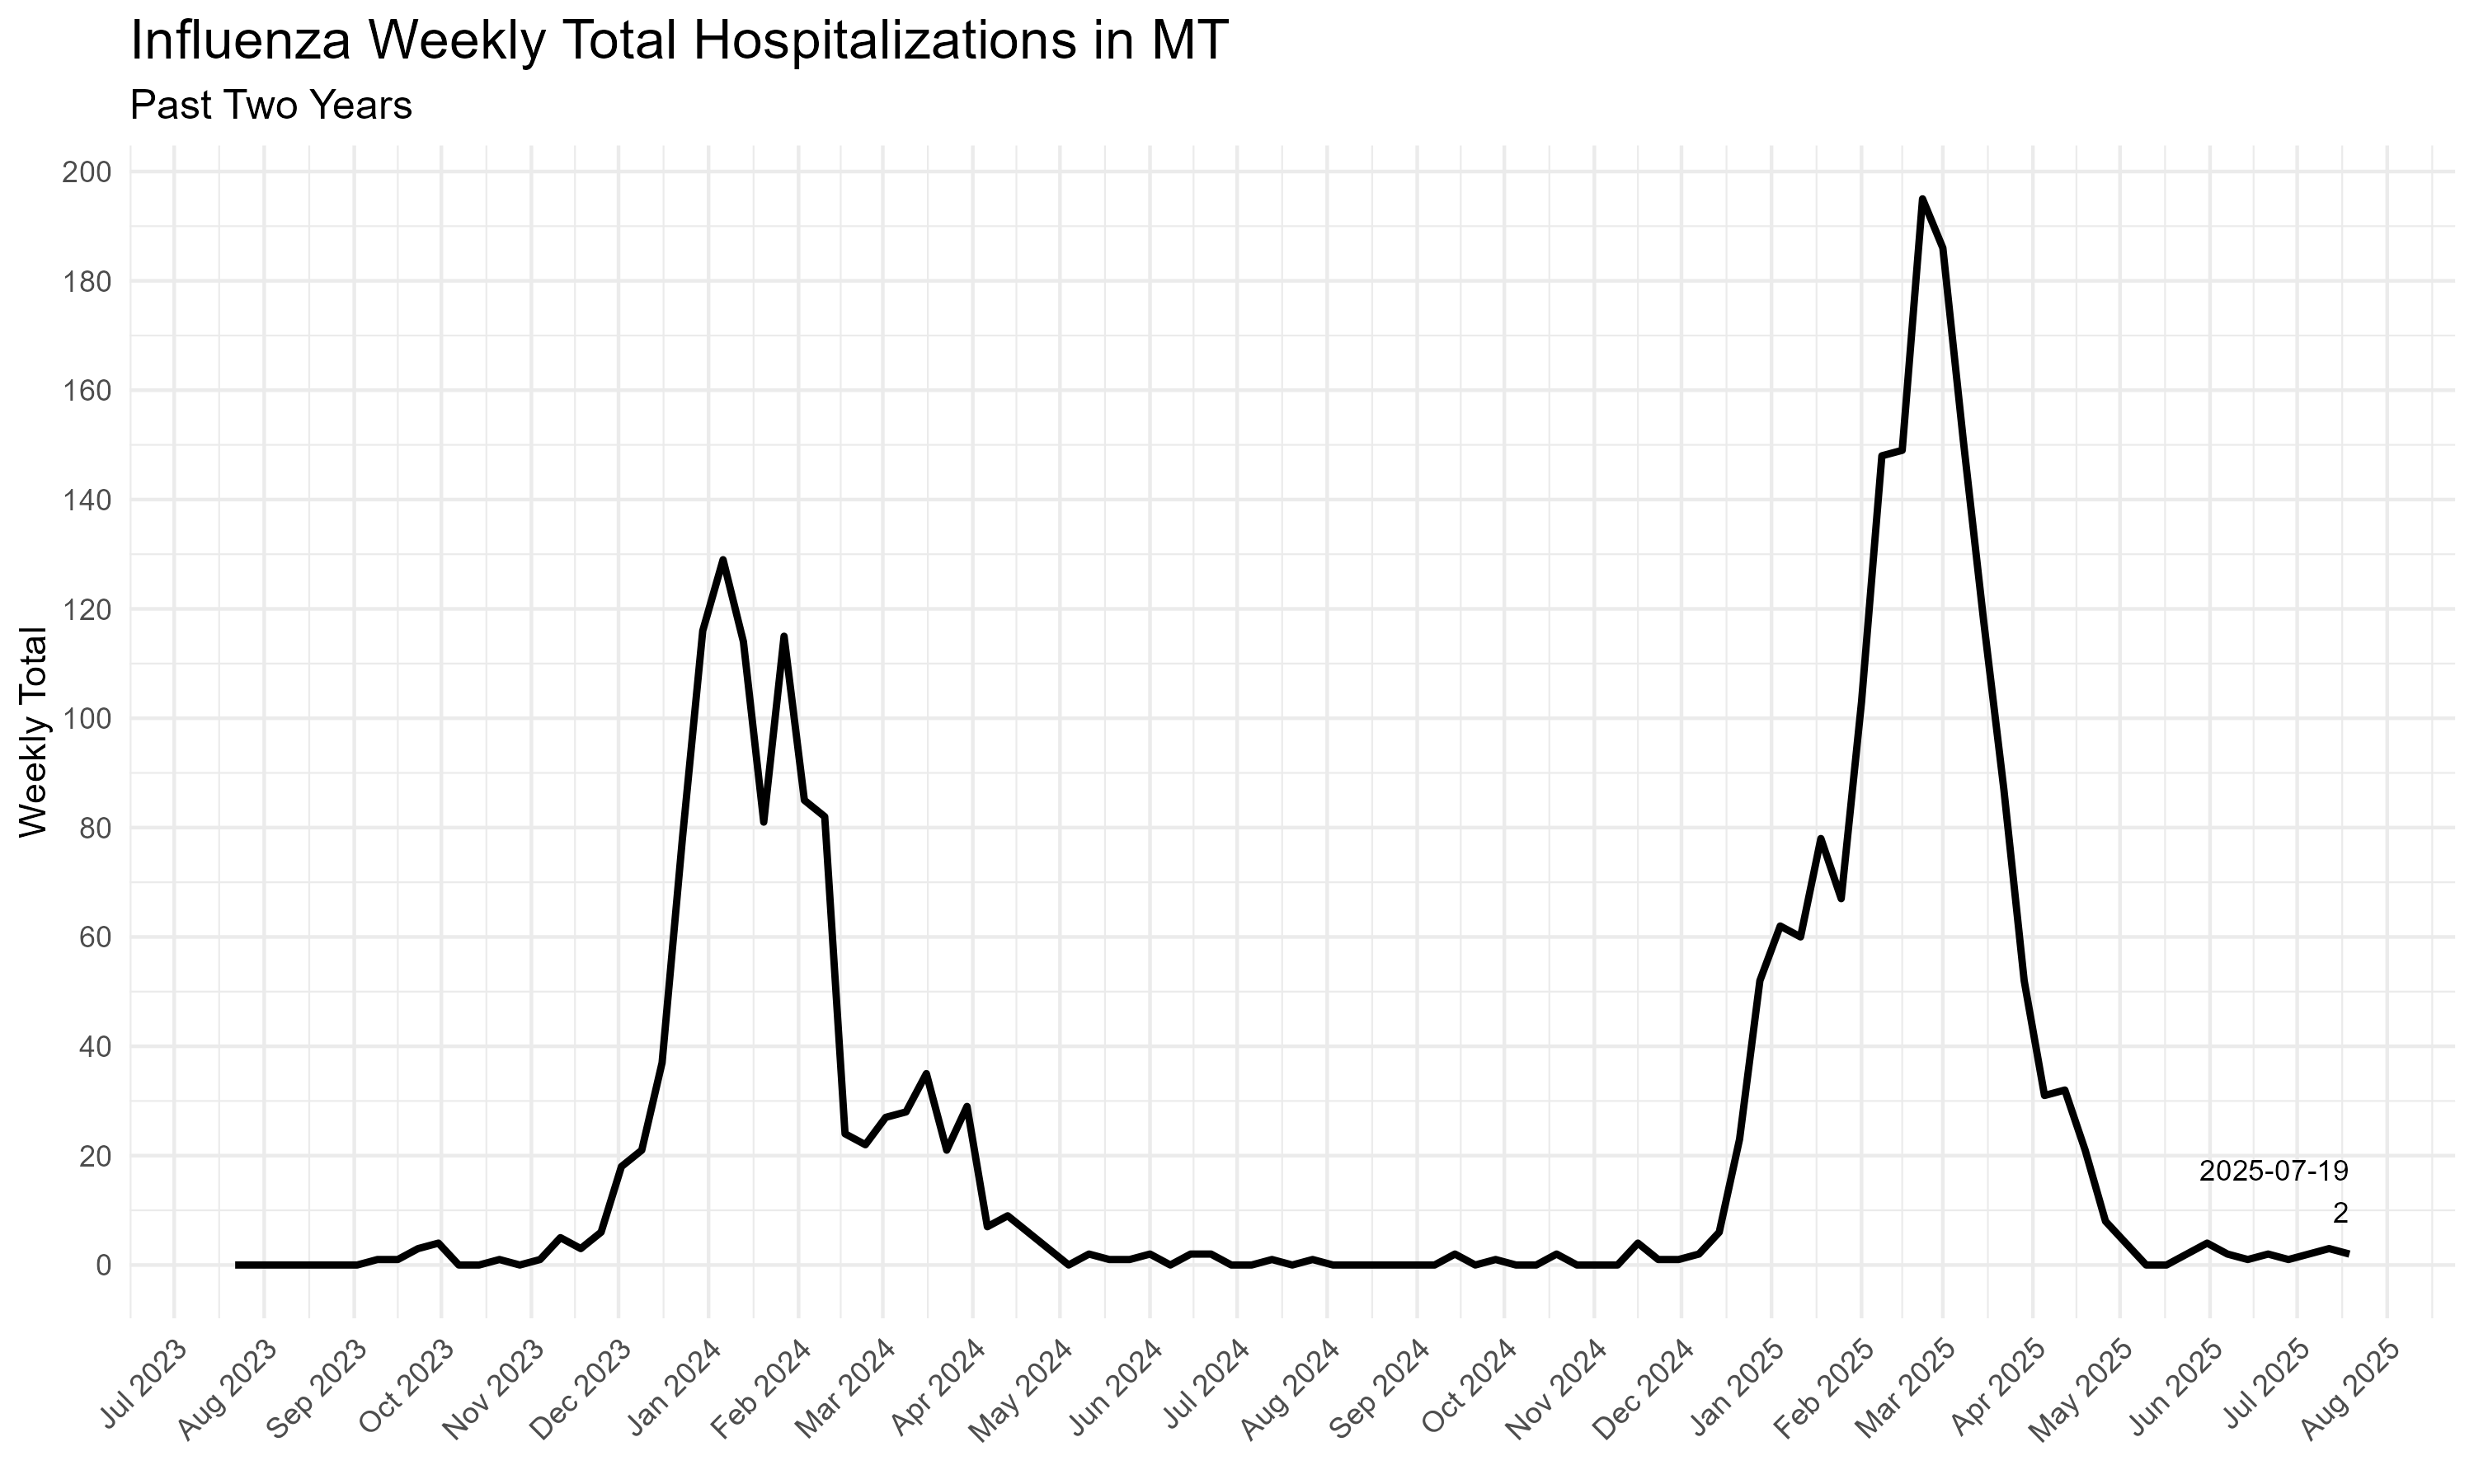 Influenza Weekly Total Hospitalizations in MT
Past Two Years
200
180
160
140
120
100
80
60
40
20
0
Weekly Total
2025-07-19
2
Jul 2023
Aug 2023
Sep 2023
Oct 2023
Nov 2023
Dec 2023
Jan 2024
Feb 2024
Mar 2024
Apr 2024
May 2024
Jun 2024
Jul 2024
Aug 2024
Sep 2024
Oct 2024
Nov 2024
Dec 2024
Jan 2025
Feb 2025
Mar 2025
Apr 2025
May 2025
Jun 2025
Jul 2025
Aug 2025